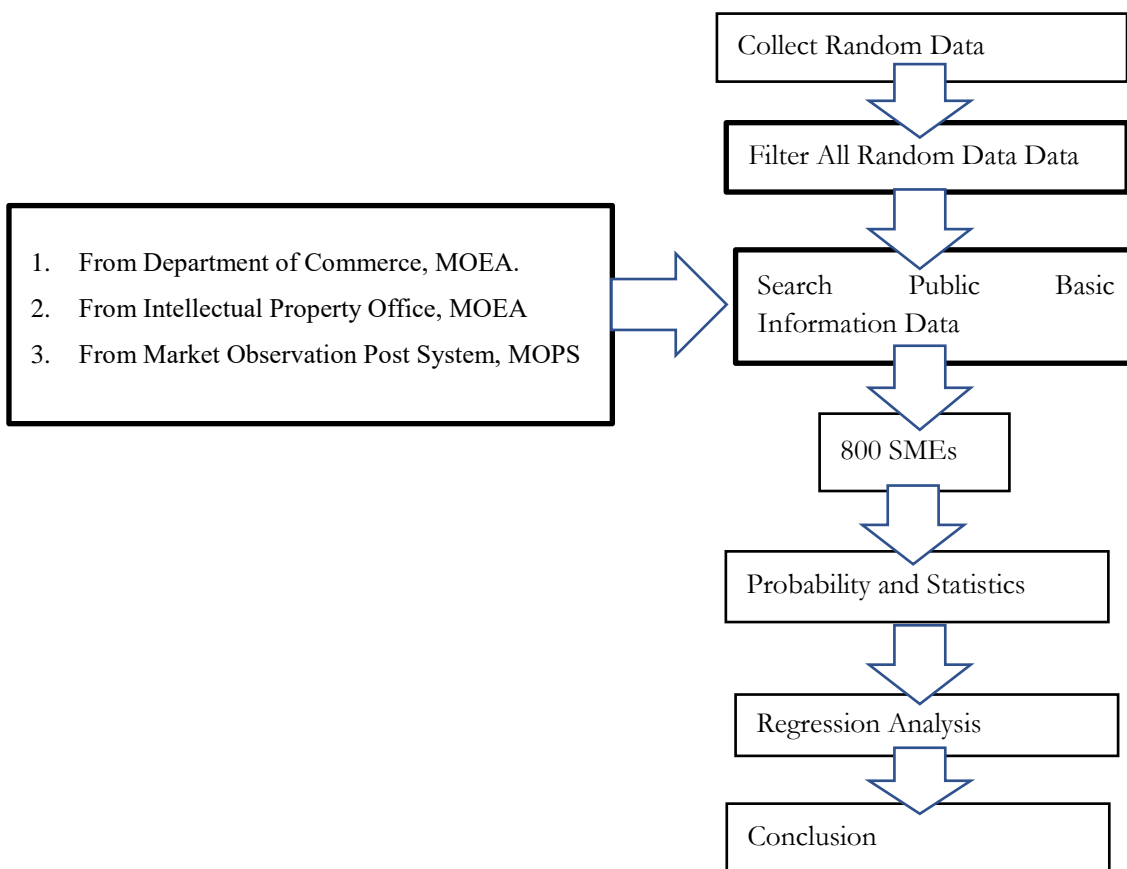 Collect Random Data
Filter All Random Data Data
1. From Department of Commerce, MOEA.
2. From Intellectual Property Office, MOEA
3. From Market Observation Post System, MOPS
Search Public Basic
Information Data
800 SMEs
Probability and Statistics
Regression Analysis
Conclusion